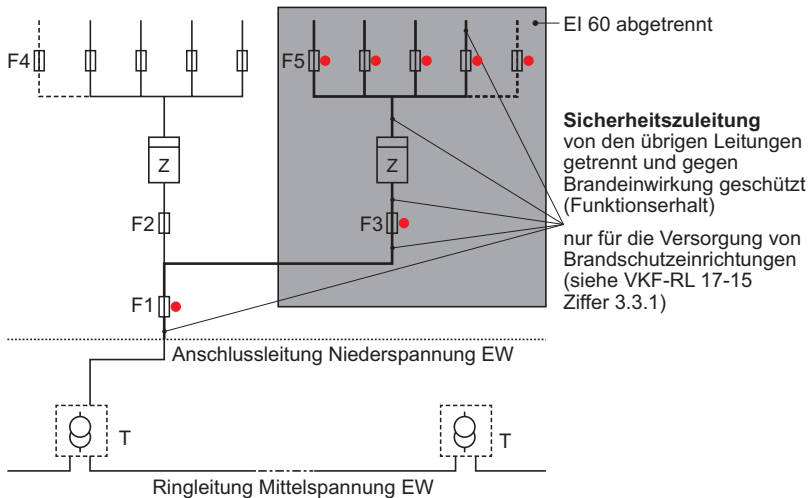 EI 60 abgetrennt
F4
F5
Sicherheitszuleitung
von den übrigen Leitungen
getrennt und gegen
Brandeinwirkung geschützt
(Funktionserhalt)
nur für die Versorgung von
Brandschutzeinrichtungen
(siehe VKF-RL 17-15
Ziffer 3.3.1)
Z
Z
F2
F3
F1
Anschlussleitung Niederspannung EW
T
T
Ringleitung Mittelspannung EW